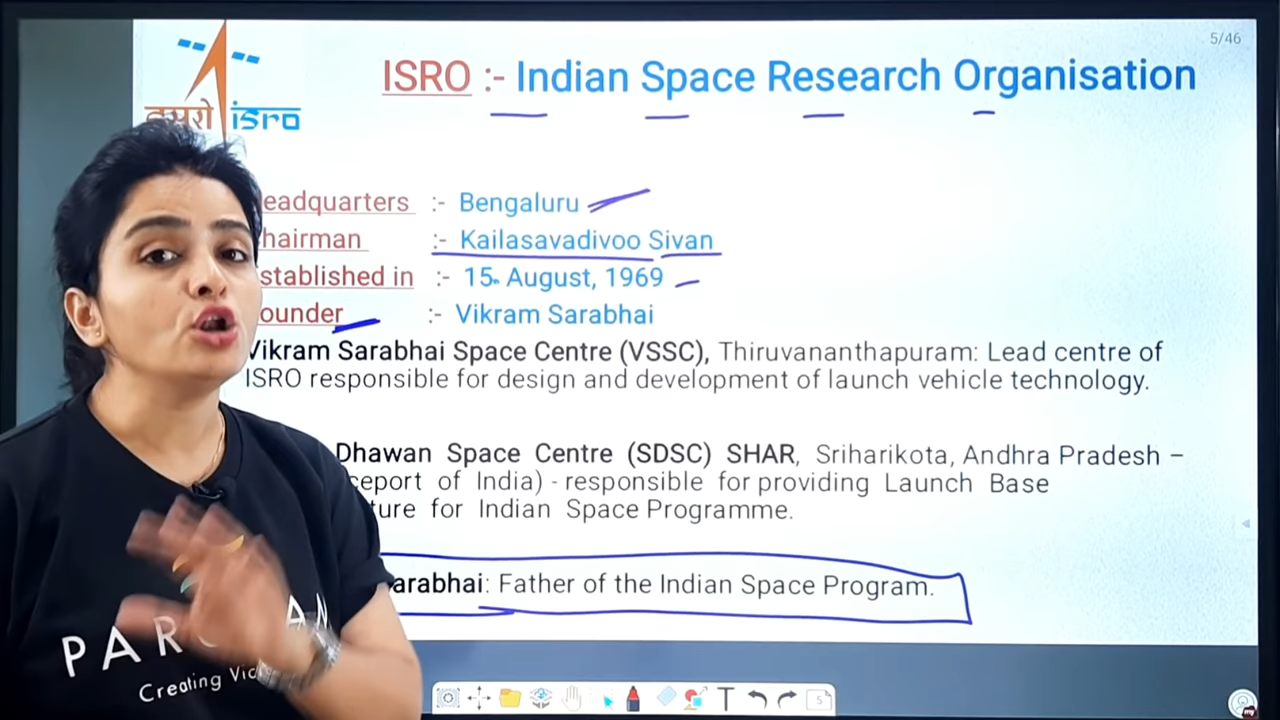 5/46
ISRO :- Indian Space Research Organisation
इसरो isro
eadquarters :- Bengaluru
hairman :- Kailasavadivoo Sivan
stablished in :- 15 August, 1969
ounder :- Vikram Sarabhai
Vikram Sarabhai Space Centre (VSSC), Thiruvananthapuram: Lead centre of
ISRO responsible for design and development of launch vehicle technology.
Dhawan Space Centre (SDSC) SHAR, Sriharikota, Andhra Pradesh –
ceport of India) - responsible for providing Launch Base
ture for Indian Space Programme.
arabhai: Father of the Indian Space Program.
Creating
T
5